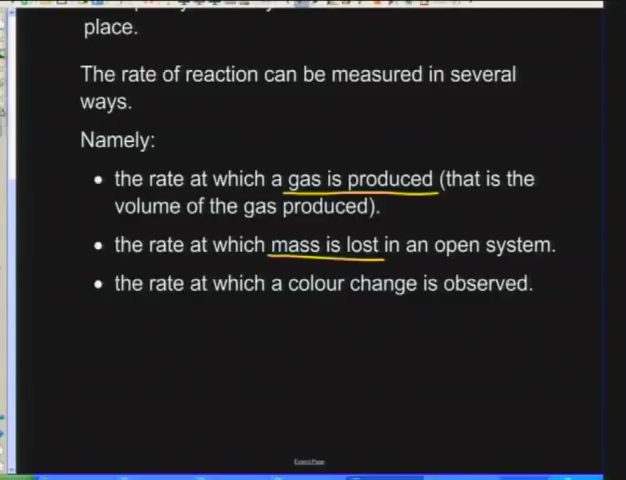 place.
The rate of reaction can be measured in several
ways.
Namely:
• the rate at which a gas is produced (that is the
volume of the gas produced).
• the rate at which mass is lost in an open system.
• the rate at which a colour change is observed.
Extend Page